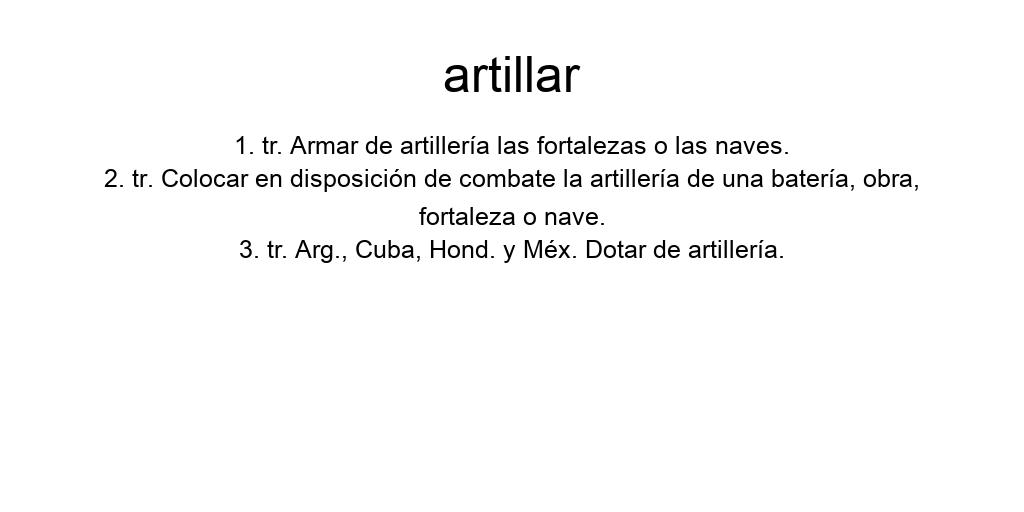 artillar
1. tr. Armar de artillería las fortalezas o las naves.
2. tr. Colocar en disposición de combate la artillería de una batería, obra,
fortaleza o nave.
3. tr. Arg., Cuba, Hond. y Méx. Dotar de artillería.